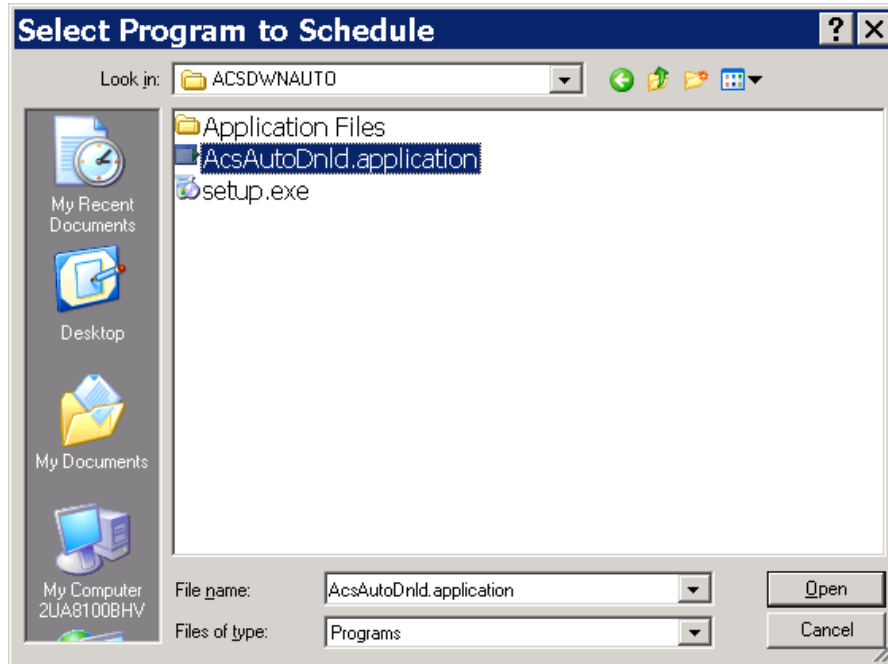 Select Program to Schedule
Look in: ACSDWNAUTO
Application Files
AcsAutoDnld.application
setup.exe
My Recent
Documents
Desktop
My Documents
My Computer
2UA8100BHV
File name: AcsAutoDnld.application Open
Files of type: Programs Cancel